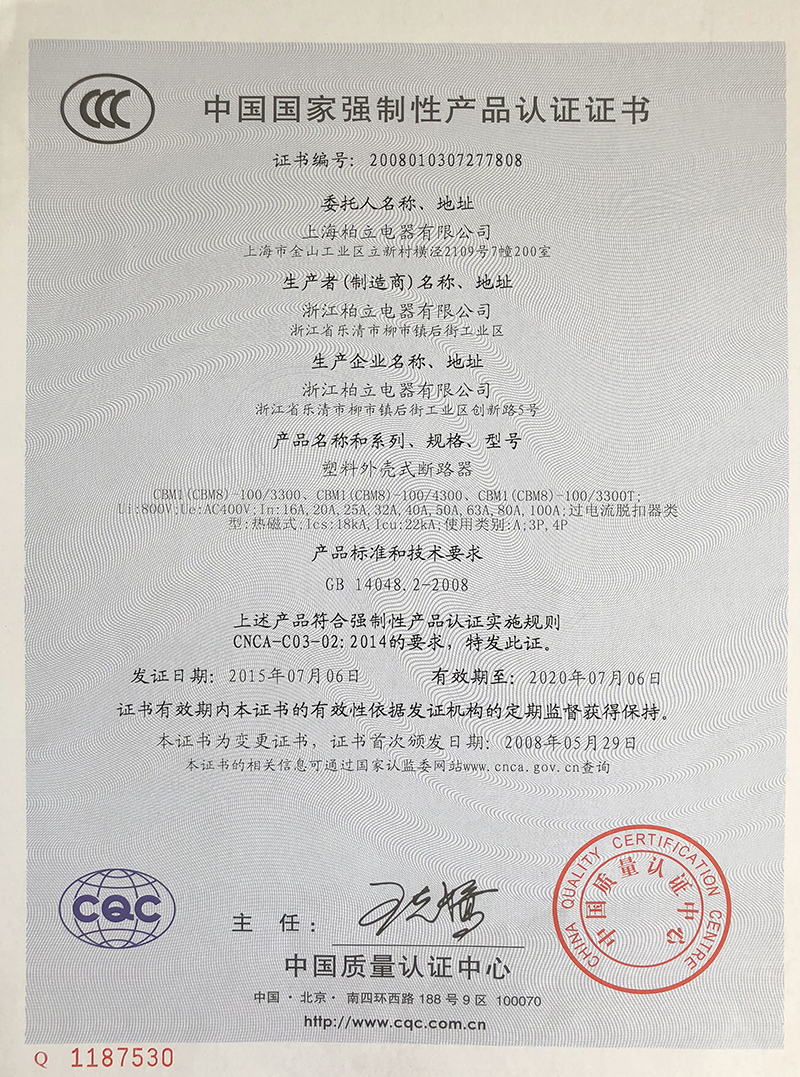 CCC
中国国家强制性产品认证证书
证书编号: 2008010307277808
委托人名称、地址
上海柏立电器有限公司
上海市金山工业区立新村横泾2109号7幢200室
生产者(制造商)名称、地址
浙江柏立电器有限公司
浙江省乐清市柳市镇后街工业区
生产企业名称、地址
浙江柏立电器有限公司
浙江省乐清市柳市镇后街工业区创新路5号
产品名称和系列、规格、型号
塑料外壳式断路器
CBM1(CBM8)-100/3300、CBM1(CBM8)-100/4300、CBM1(CBM8)-100/3300T;
Ui:800V;Ue:AC400V;In:16A,20A,25A,32A,40A,50A,63A,80A,100A;过电流脱扣器类
型:热磁式;Ics:18kA,Icu:22kA;使用类别:A;3P,4P
产品标准和技术要求
GB 14048.2-2008
上述产品符合强制性产品认证实施规则
CNCA-C03-02:2014的要求，特发此证。
发证日期: 2015年07月06日 有效期至: 2020年07月06日
证书有效期内本证书的有效性依据发证机构的定期监督获得保持。
本证书为变更证书，证书首次颁发日期: 2008年05月29日
本证书的相关信息可通过国家认监委网站www.cnca.gov.cn查询
CQC
主 任:
中国质量认证中心
中国·北京·南四环西路 188 号 9 区 100070
http://www.cqc.com.cn
CHINA QUALITY CERTIFICATION CENTRE
中国质量认证中心
Q 1187530